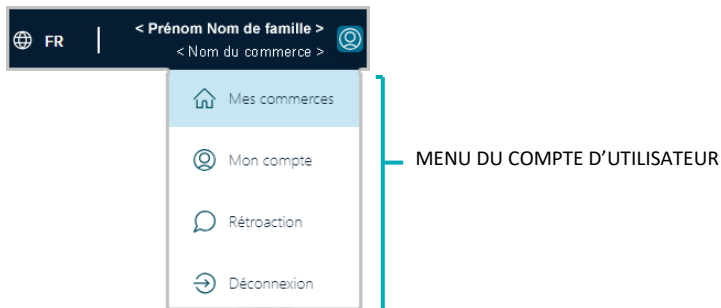 FR
< Prénom Nom de famille >
< Nom du commerce >
Mes commerces
Mon compte
Rétroaction
Déconnexion
MENU DU COMPTE D’UTILISATEUR